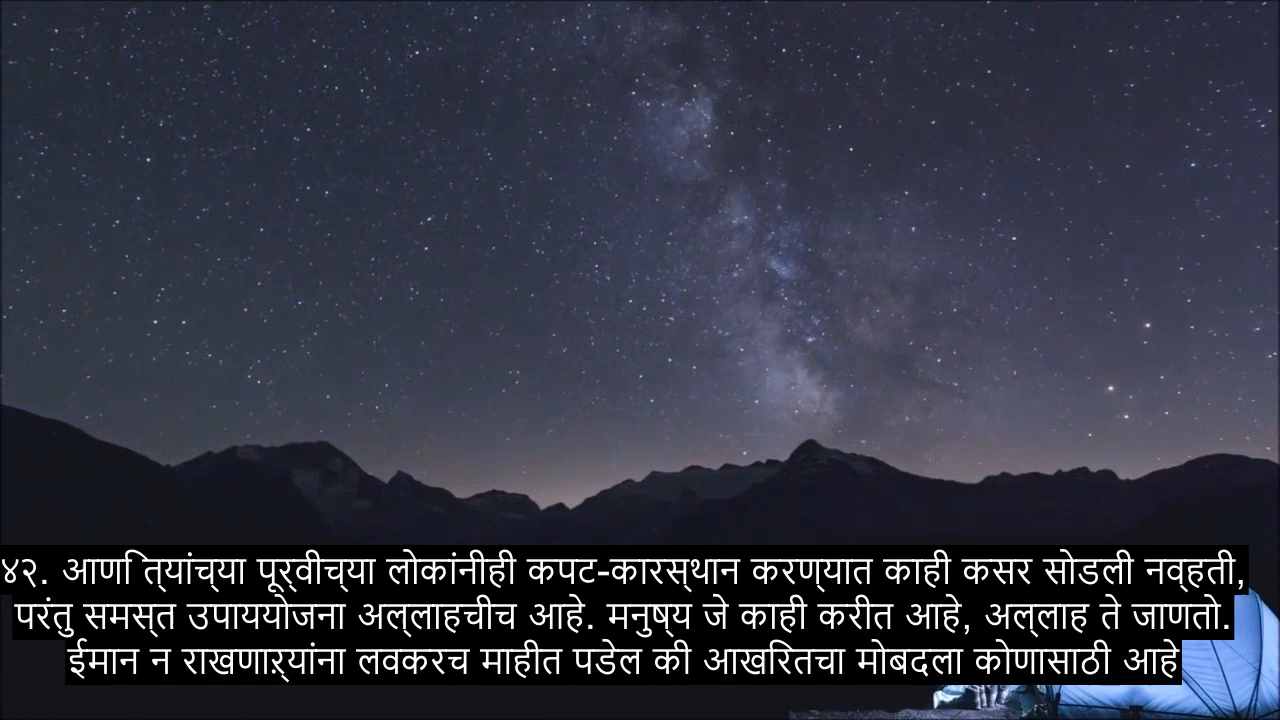 ४२. आणि त्यांच्या पूर्वीच्या लोकांनीही कपट-कारस्थान करण्यात काही कसर सोडली नव्हती,
परंतु समस्त उपाययोजना अल्लाहचीच आहे. मनुष्य जे काही करीत आहे, अल्लाह ते जाणतो.
ईमान न राखणाऱ्यांना लवकरच माहीत पडेल की आखरितचा मोबदला कोणासाठी आहे